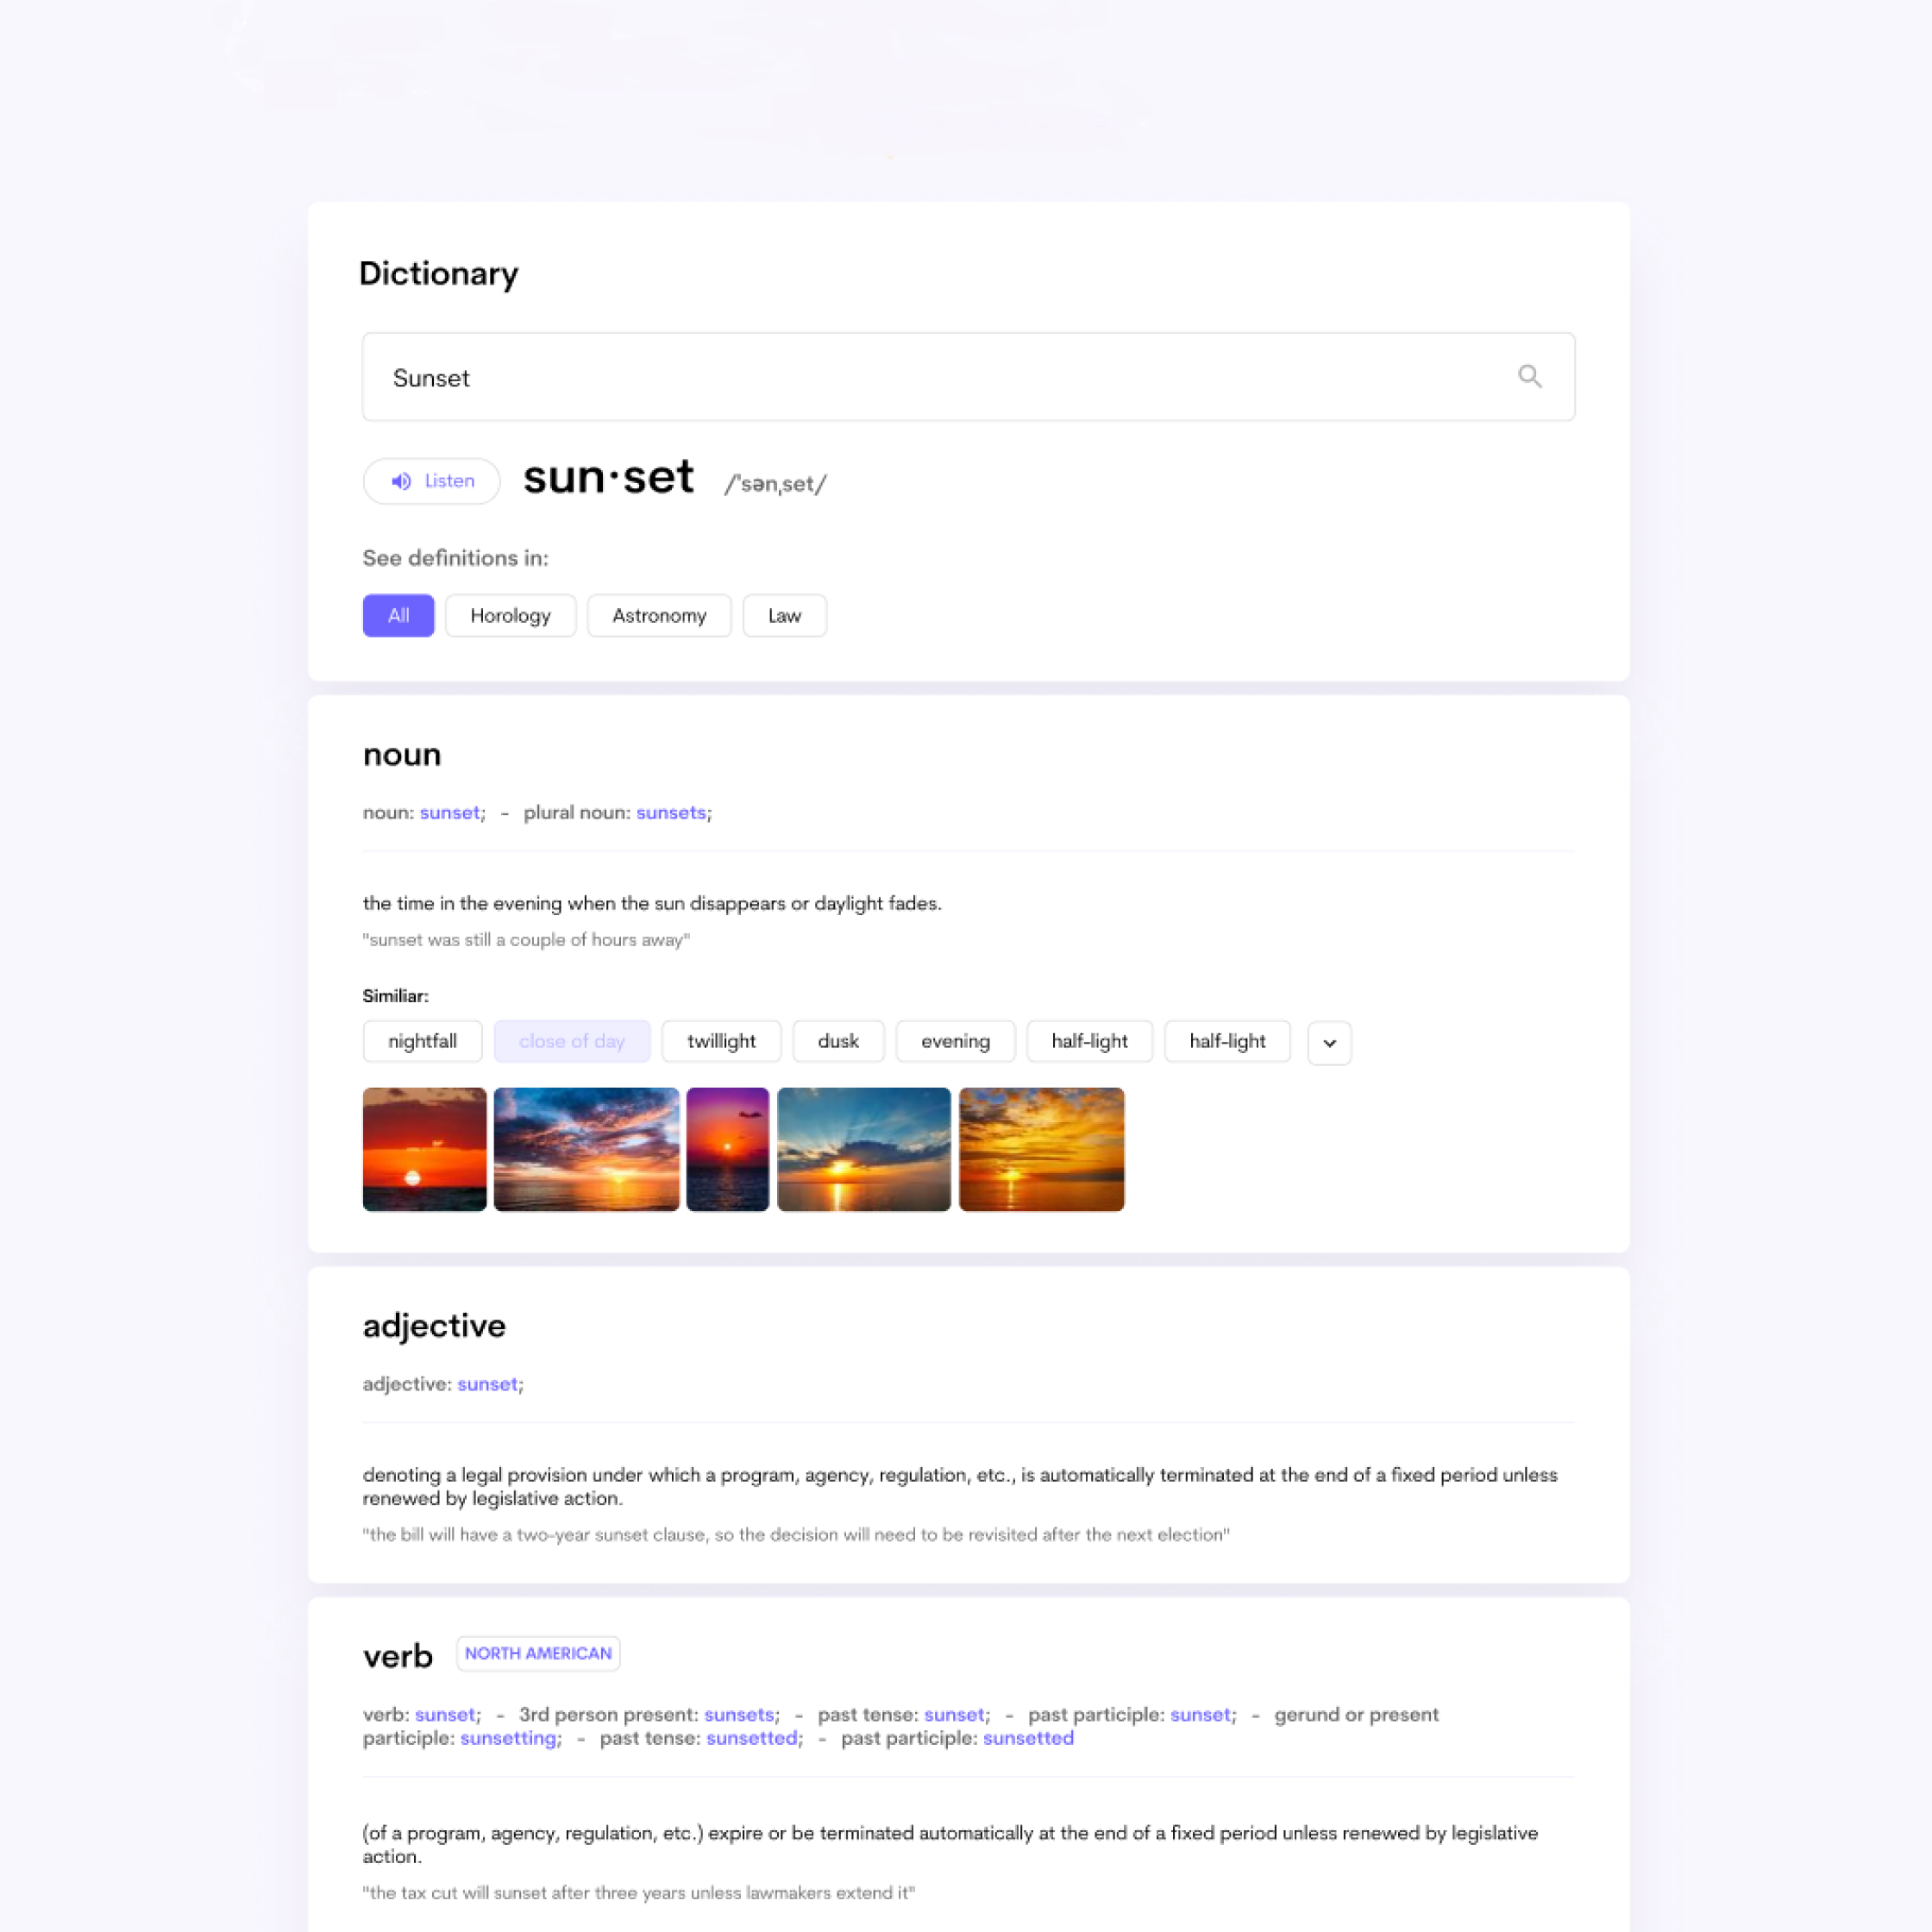 Dictionary
Sunset
Listen sun·set /ˈsənˌset/
See definitions in:
All Horology Astronomy Law
noun
noun: sunset; - plural noun: sunsets;
the time in the evening when the sun disappears or daylight fades.
"sunset was still a couple of hours away"
Similiar:
nightfall close of day twillight dusk evening half-light half-light
adjective
adjective: sunset;
denoting a legal provision under which a program, agency, regulation, etc., is automatically terminated at the end of a fixed period unless
renewed by legislative action.
"the bill will have a two-year sunset clause, so the decision will need to be revisited after the next election"
verb NORTH AMERICAN
verb: sunset; - 3rd person present: sunsets; - past tense: sunset; - past participle: sunset; - gerund or present
participle: sunsetting; - past tense: sunsetted; - past participle: sunsetted
(of a program, agency, regulation, etc.) expire or be terminated automatically at the end of a fixed period unless renewed by legislative
action.
"the tax cut will sunset after three years unless lawmakers extend it"